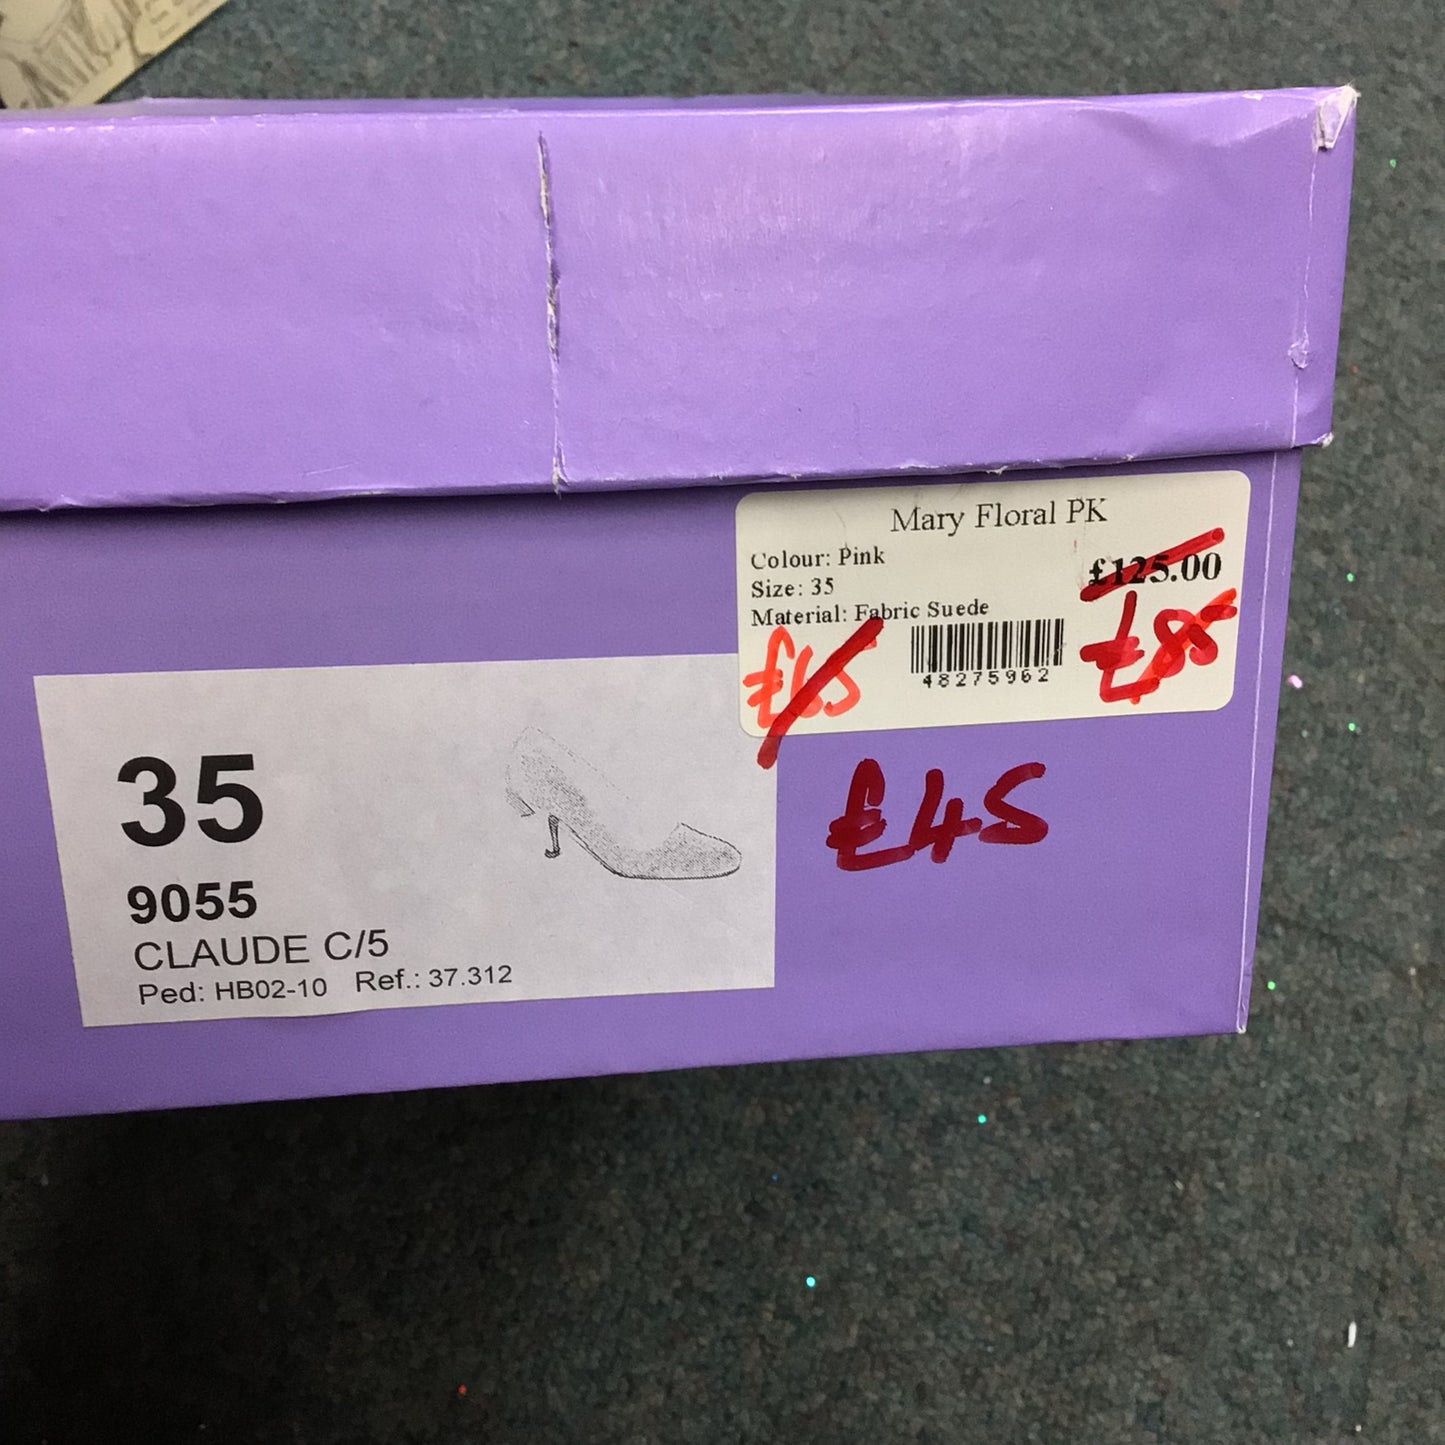 Mary Floral PK
Colour: Pink
£125.00
Size: 35
Material: Fabric Suede
£85
£65
48275962
£45
35
9055
CLAUDE C/5
Ped: HB02-10 Ref.: 37.312